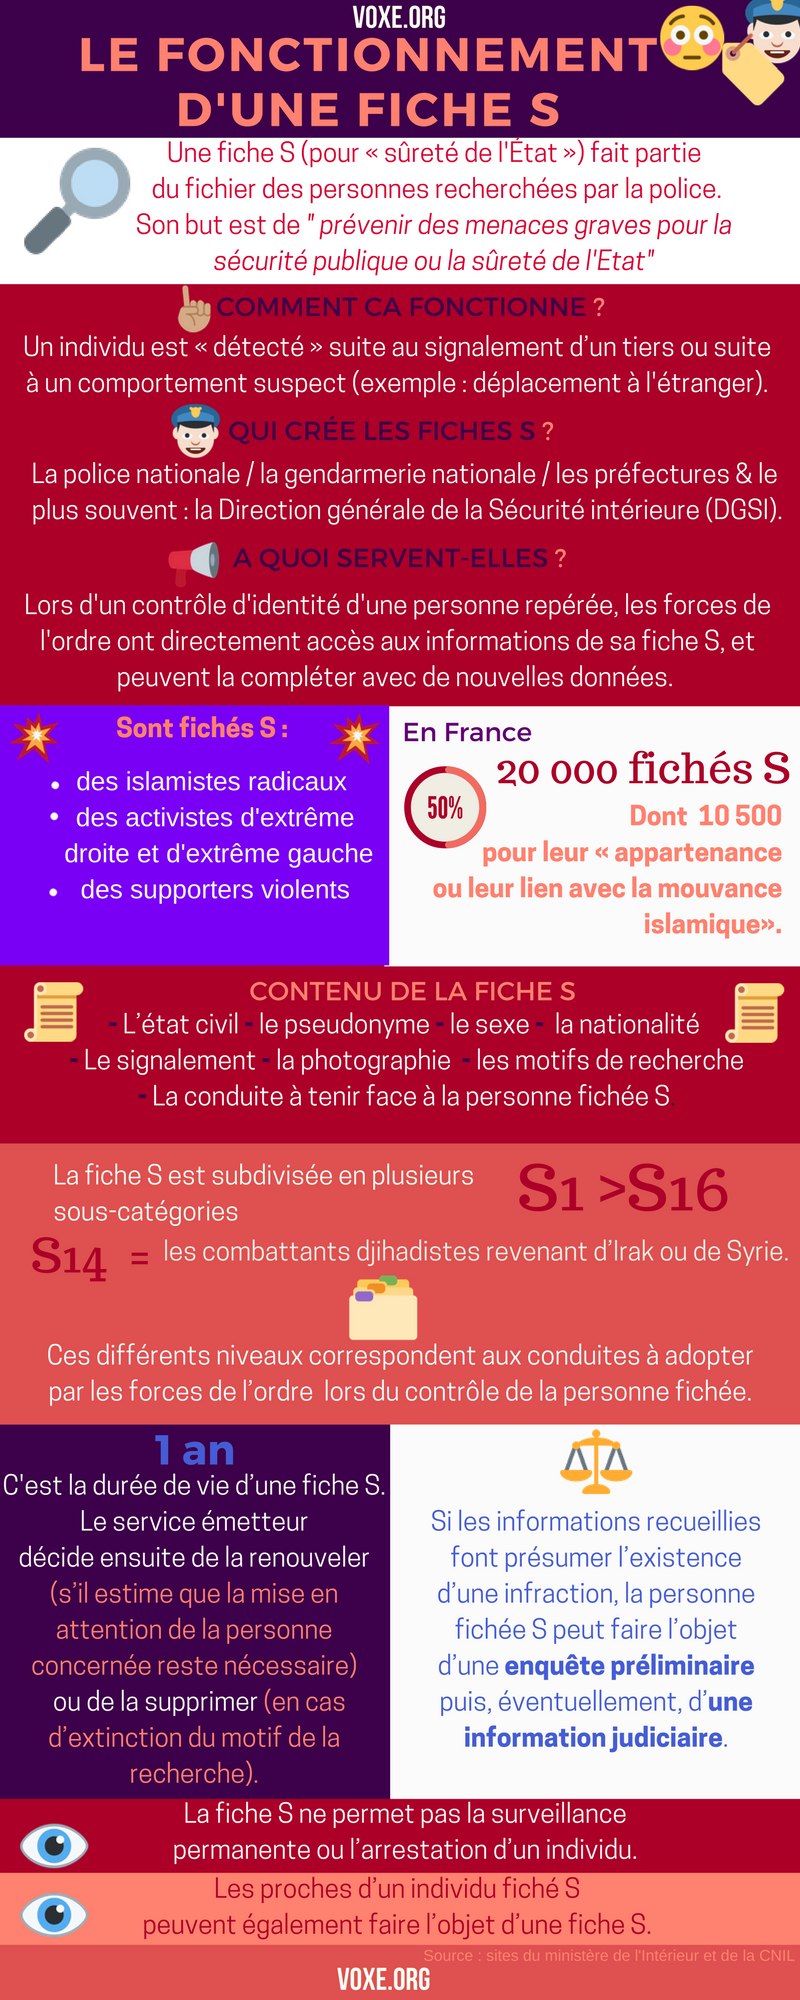 VOXE.ORG
LE FONCTIONNEMENT
D'UNE FICHE S
Une fiche S (pour « sûreté de l'État ») fait partie
du fichier des personnes recherchées par la police.
Son but est de " prévenir des menaces graves pour la
sécurité publique ou la sûreté de l'Etat"
COMMENT CA FONCTIONNE ?
Un individu est « détecté » suite au signalement d’un tiers ou suite
à un comportement suspect (exemple : déplacement à l'étranger).
QUI CRÉE LES FICHES S ?
La police nationale / la gendarmerie nationale / les préfectures & le
plus souvent : la Direction générale de la Sécurité intérieure (DGSI).
A QUOI SERVENT-ELLES ?
Lors d'un contrôle d'identité d'une personne repérée, les forces de
l'ordre ont directement accès aux informations de sa fiche S, et
peuvent la compléter avec de nouvelles données.
Sont fichés S :
• des islamistes radicaux
• des activistes d'extrême
droite et d'extrême gauche
• des supporters violents
En France
20 000 fichés S
50%
Dont 10 500
pour leur « appartenance
ou leur lien avec la mouvance
islamique».
CONTENU DE LA FICHE S
- L’état civil - le pseudonyme - le sexe - la nationalité
- Le signalement - la photographie - les motifs de recherche
- La conduite à tenir face à la personne fichée S.
La fiche S est subdivisée en plusieurs
sous-catégories
S1 >S16
S14 = les combattants djihadistes revenant d’Irak ou de Syrie.
Ces différents niveaux correspondent aux conduites à adopter
par les forces de l’ordre lors du contrôle de la personne fichée.
1 an
C'est la durée de vie d’une fiche S.
Le service émetteur
décide ensuite de la renouveler
(s’il estime que la mise en
attention de la personne
concernée reste nécessaire)
ou de la supprimer (en cas
d’extinction du motif de la
recherche).
Si les informations recueillies
font présumer l’existence
d’une infraction, la personne
fichée S peut faire l’objet
d’une enquête préliminaire
puis, éventuellement, d’une
information judiciaire.
La fiche S ne permet pas la surveillance
permanente ou l’arrestation d’un individu.
Les proches d’un individu fiché S
peuvent également faire l’objet d’une fiche S.
Source : sites du ministère de l'Intérieur et de la CNIL
VOXE.ORG